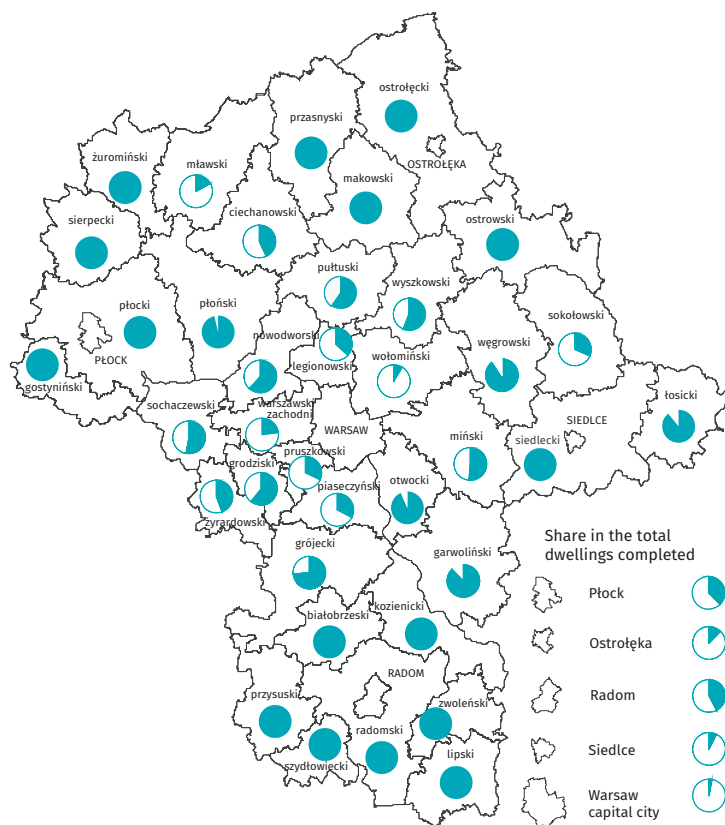 ostrołęcki
przasnyski
OSTROŁĘKA
żuromiński
mławski
makowski
ciechanowski
sierpecki
ostrowski
pułtuski
wyszkowski
płocki
płoński
sokołowski
nowodworski
węgrowski
legionowski
wołomiński
PŁOCK
gostyniński
łosicki
sochaczewski
warszawski
zachodni
SIEDLCE
WARSAW
siedlecki
miński
pruszkowski
grodziski
otwocki
piaseczyński
żyrardowski
grójecki
garwoliński
białobrzeski
kozienicki
RADOM
przysuski
zwoleński
radomski
lipski
szydłowiecki
Share in the total
dwellings completed
Płock
Ostrołęka
Radom
Siedlce
Warsaw
capital city